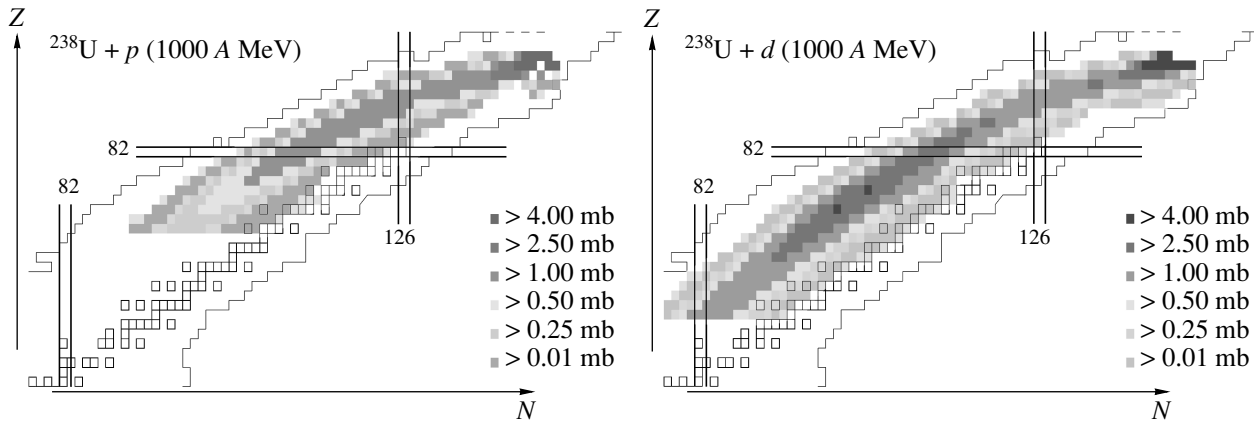 Z
²³⁸U + p (1000 A MeV)
82
82
126
> 4.00 mb
> 2.50 mb
> 1.00 mb
> 0.50 mb
> 0.25 mb
> 0.01 mb
N
Z
²³⁸U + d (1000 A MeV)
82
82
126
> 4.00 mb
> 2.50 mb
> 1.00 mb
> 0.50 mb
> 0.25 mb
> 0.01 mb
N